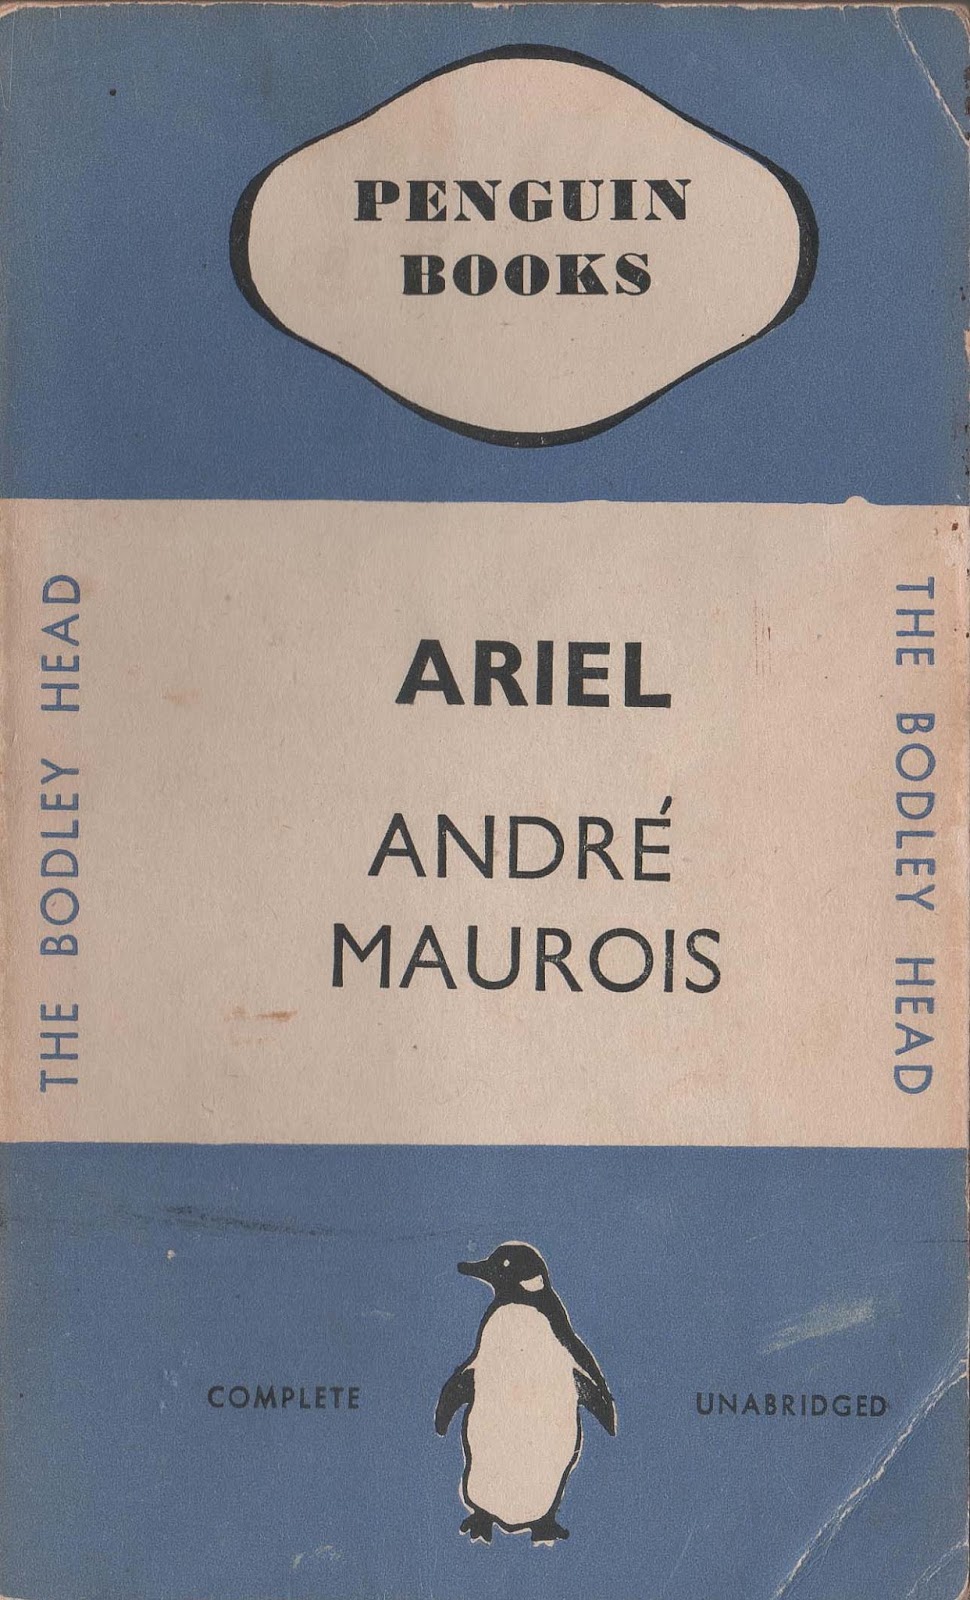 PENGUIN
BOOKS
THE BODLEY HEAD
ARIEL
ANDRÉ
MAUROIS
THE BODLEY HEAD
COMPLETE
UNABRIDGED